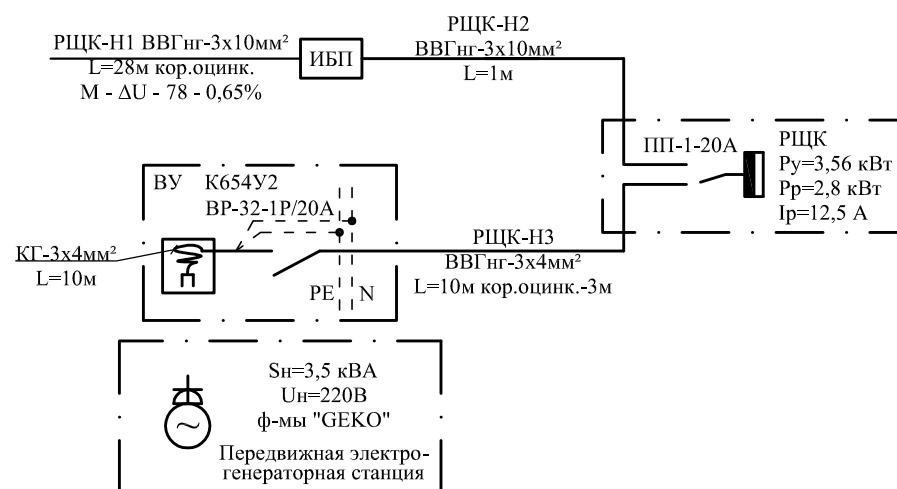 РЩК-Н1 ВВГнг-3х10мм²
L=28м кор.оцинк.
М - ΔU - 78 - 0,65%
ИБП
РЩК-Н2
ВВГнг-3х10мм²
L=1м
ПП-1-20А
РЩК
Ру=3,56 кВт
Рр=2,8 кВт
Iр=12,5 А
ВУ К654У2
ВР-32-1Р/20А
КГ-3х4мм²
L=10м
PE N
РЩК-Н3
ВВГнг-3х4мм²
L=10м кор.оцинк.-3м
Sн=3,5 кВА
Uн=220В
ф-мы "GEKO"
Передвижная электро-
генераторная станция
~